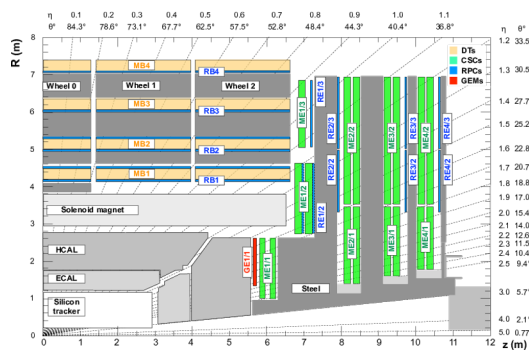 η 0.1 0.2 0.3 0.4 0.5 0.6 0.7 0.8 0.9 1.0 1.1 η θ°
θ° 84.3° 78.6° 73.1° 67.7° 62.5° 57.5° 52.8° 48.4° 44.3° 40.4° 36.8° 1.2 33.5
R (m)
8
7
6
5
4
3
2
1
0
DTs
CSCs
RPCs
GEMs
MB4
RB4
Wheel 0 Wheel 1 Wheel 2
MB3
RB3
MB2
RB2
MB1
RB1
Solenoid magnet
HCAL
ECAL
Silicon
tracker
Steel
GE1/1
ME1/1
ME1/2
ME1/3
RE1/3
RE1/2
RE2/3
RE2/2
ME2/2
ME2/1
ME3/2
ME3/1
RE3/3
RE3/2
ME4/2
ME4/1
RE4/3
RE4/2
1.3 30.5
1.4 27.7
1.5 25.2
1.6 22.8
1.7 20.7
1.8 18.8
1.9 17.0
2.0 15.4
2.1 14.0
2.2 12.6
2.3 11.5
2.4 10.4
2.5 9.4°
3.0 5.7°
4.0 2.1°
5.0 0.77
0 1 2 3 4 5 6 7 8 9 10 11 12 z (m)